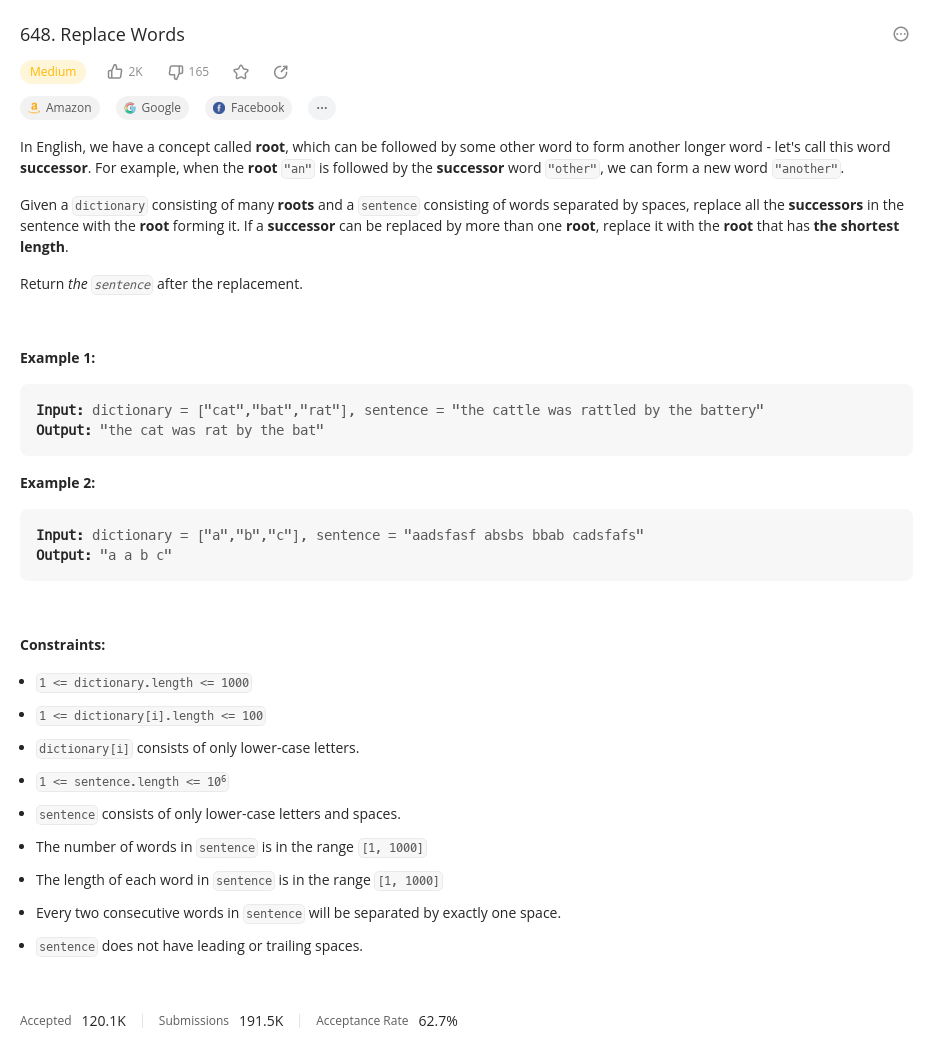 648. Replace Words
Medium 2K 165
Amazon Google Facebook ...
In English, we have a concept called root, which can be followed by some other word to form another longer word - let's call this word
successor. For example, when the root "an" is followed by the successor word "other", we can form a new word "another".
Given a dictionary consisting of many roots and a sentence consisting of words separated by spaces, replace all the successors in the
sentence with the root forming it. If a successor can be replaced by more than one root, replace it with the root that has the shortest
length.
Return the sentence after the replacement.
Example 1:
Input: dictionary = ["cat","bat","rat"], sentence = "the cattle was rattled by the battery"
Output: "the cat was rat by the bat"
Example 2:
Input: dictionary = ["a","b","c"], sentence = "aadsfasf absbs bbab cadsfafs"
Output: "a a b c"
Constraints:
• 1 <= dictionary.length <= 1000
• 1 <= dictionary[i].length <= 100
• dictionary[i] consists of only lower-case letters.
• 1 <= sentence.length <= 10⁶
• sentence consists of only lower-case letters and spaces.
• The number of words in sentence is in the range [1, 1000]
• The length of each word in sentence is in the range [1, 1000]
• Every two consecutive words in sentence will be separated by exactly one space.
• sentence does not have leading or trailing spaces.
Accepted 120.1K Submissions 191.5K Acceptance Rate 62.7%